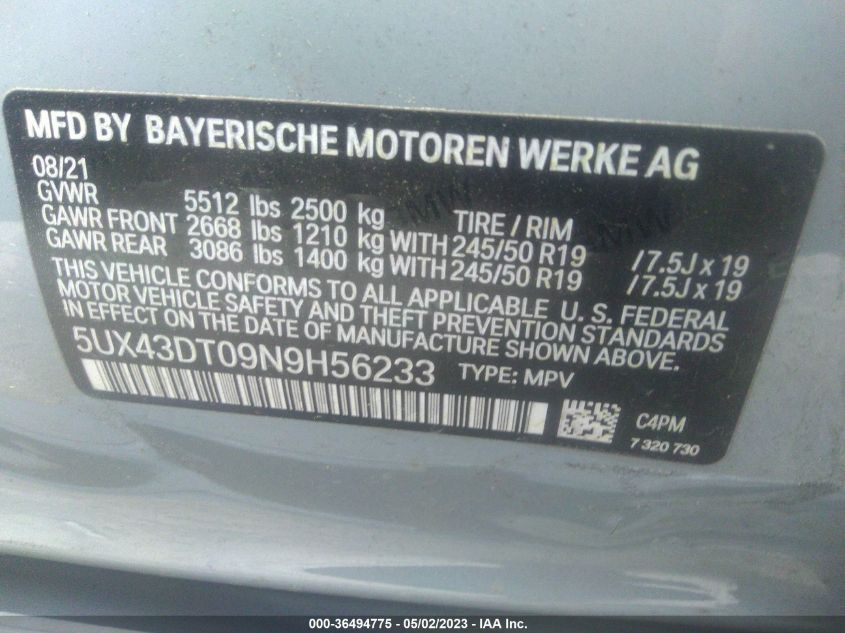 MFD BY BAYERISCHE MOTOREN WERKE AG
08/21
GVWR 5512 lbs 2500 kg TIRE / RIM
GAWR FRONT 2668 lbs 1210 kg WITH 245/50 R19 /7.5J x 19
GAWR REAR 3086 lbs 1400 kg WITH 245/50 R19 /7.5J x 19
THIS VEHICLE CONFORMS TO ALL APPLICABLE U. S. FEDERAL
MOTOR VEHICLE SAFETY AND THEFT PREVENTION STANDARDS
IN EFFECT ON THE DATE OF MANUFACTURE SHOWN ABOVE.
5UX43DT09N9H56233 TYPE: MPV
C4PM
7 320 730
000-36494775 - 05/02/2023 - IAA Inc.